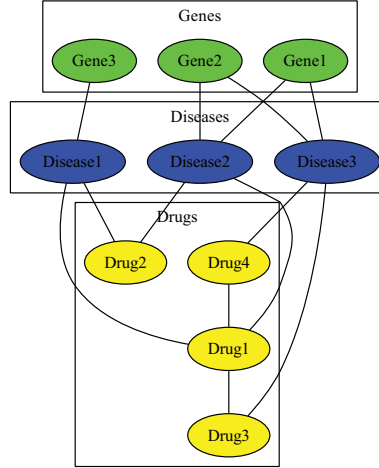 Genes
Gene3 Gene2 Gene1
Diseases
Disease1 Disease2 Disease3
Drugs
Drug2 Drug4
Drug1
Drug3